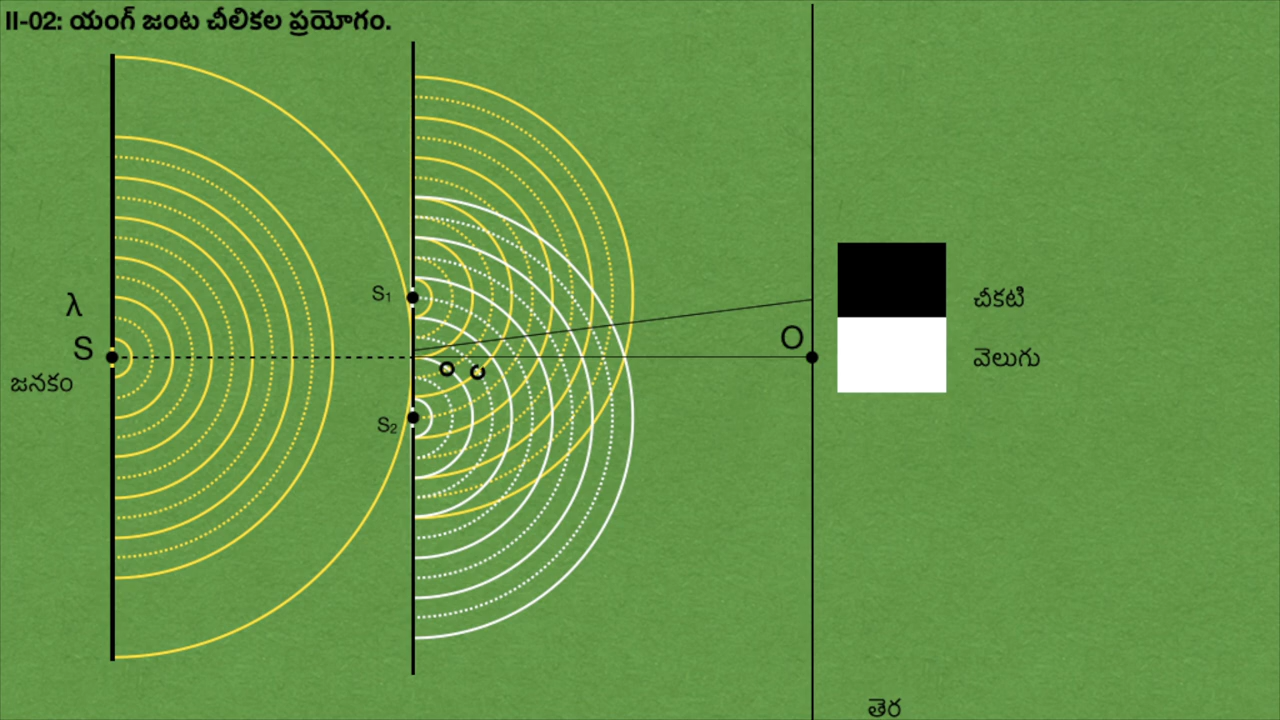 II-02: యంగ్ జంట చీలికల ప్రయోగం.
λ
S
జనకం
S₁
S₂
O
చీకటి
వెలుగు
తెర